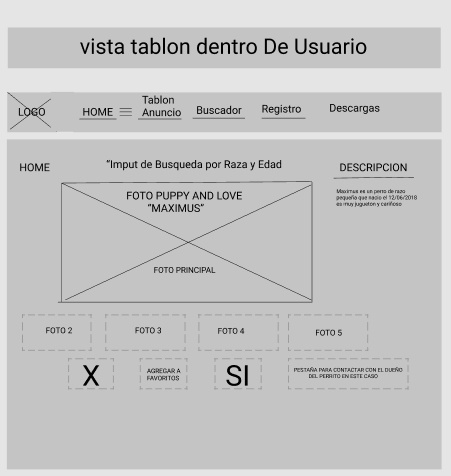 vista tablon dentro De Usuario
LOGO
HOME
Tablon
Anuncio
Buscador
Registro
Descargas
HOME
"Imput de Busqueda por Raza y Edad
DESCRIPCION
Maximus es un perro de razo
pequeña que nacio el 12/06/2018
es muy jugueton y cariñoso
FOTO PUPPY AND LOVE
"MAXIMUS"
FOTO PRINCIPAL
FOTO 2
FOTO 3
FOTO 4
FOTO 5
X
AGREGAR A
FAVORITOS
SI
PESTAÑA PARA CONTACTAR CON EL DUEÑO
DEL PERRITO EN ESTE CASO